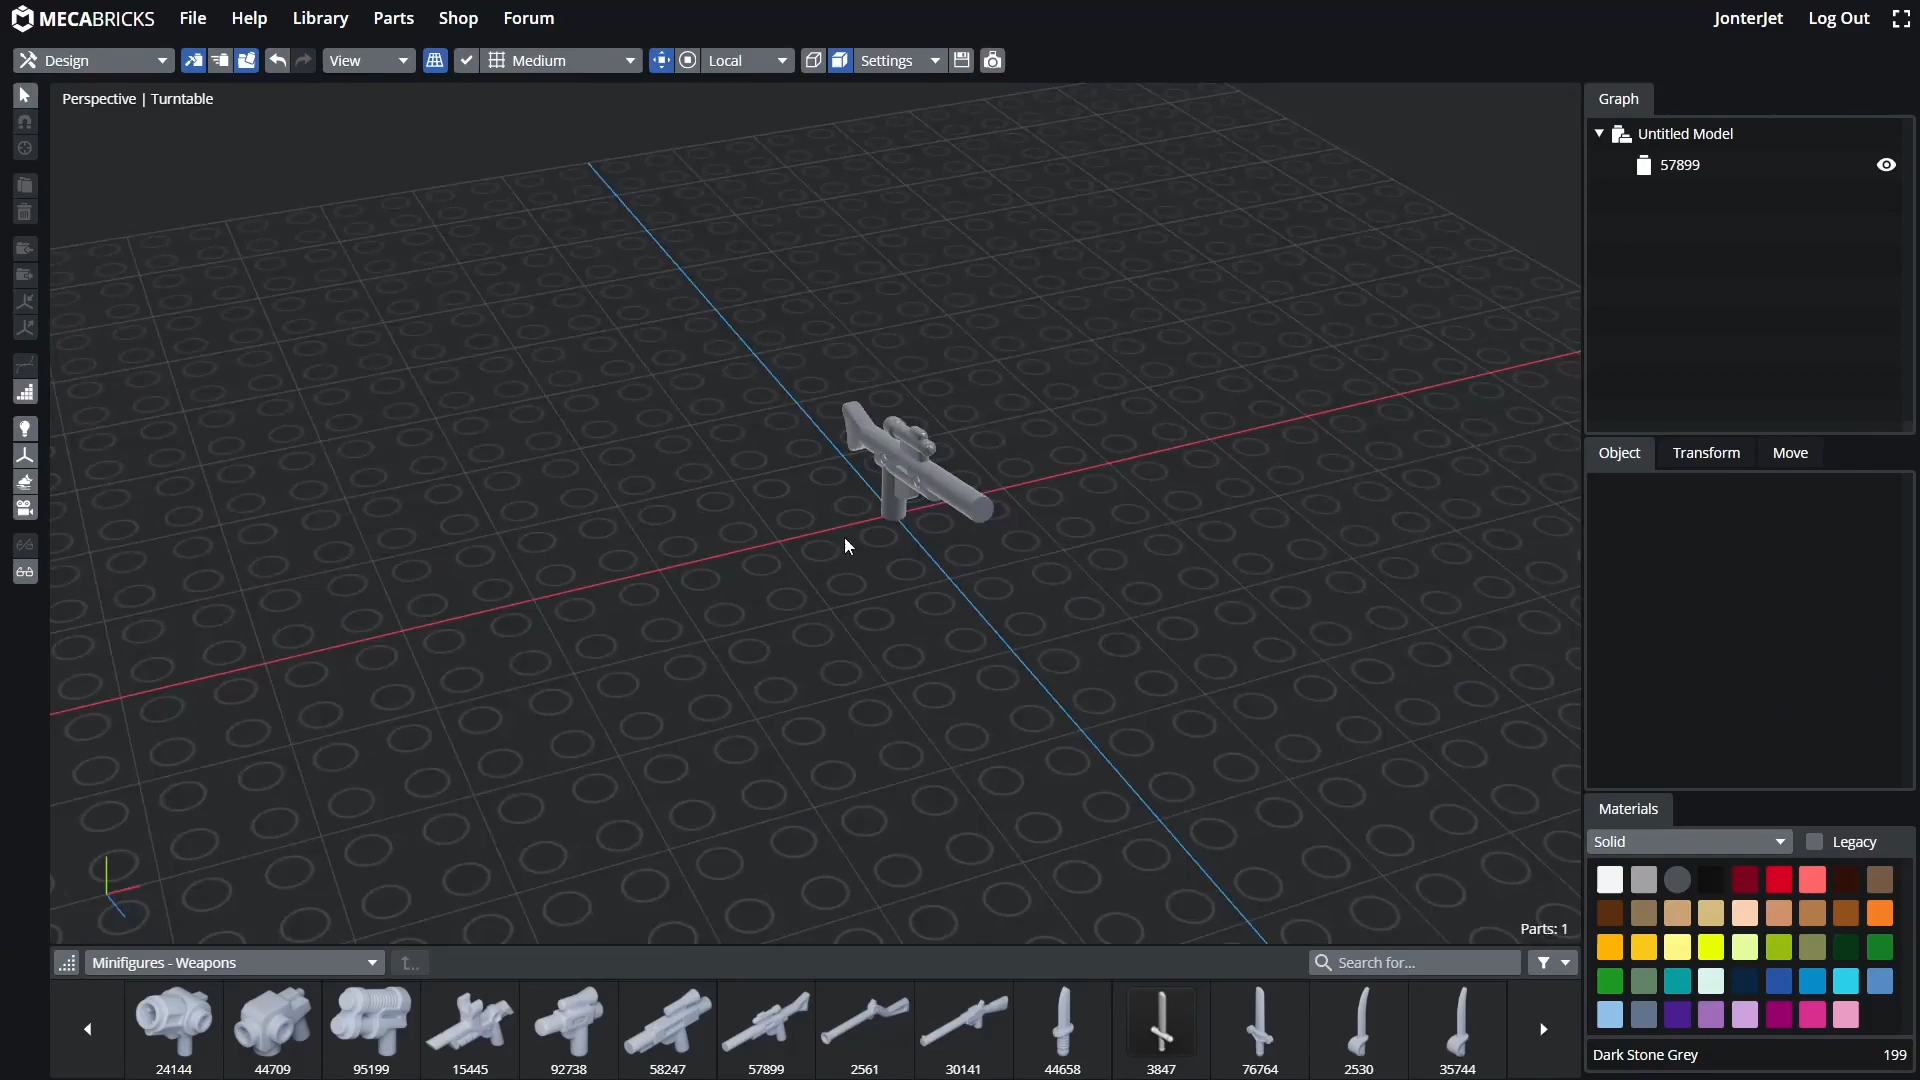 MECABRICKS File Help Library Parts Shop Forum JonterJet Log Out
Design View Medium Local Settings
Perspective | Turntable
Graph
Untitled Model
57899
Object Transform Move
Materials
Solid Legacy
Dark Stone Grey 199
Parts: 1
Minifigures - Weapons Search for...
24144 44709 95199 15445 92738 58247 57899 2561 30141 44658 3847 76764 2530 35744